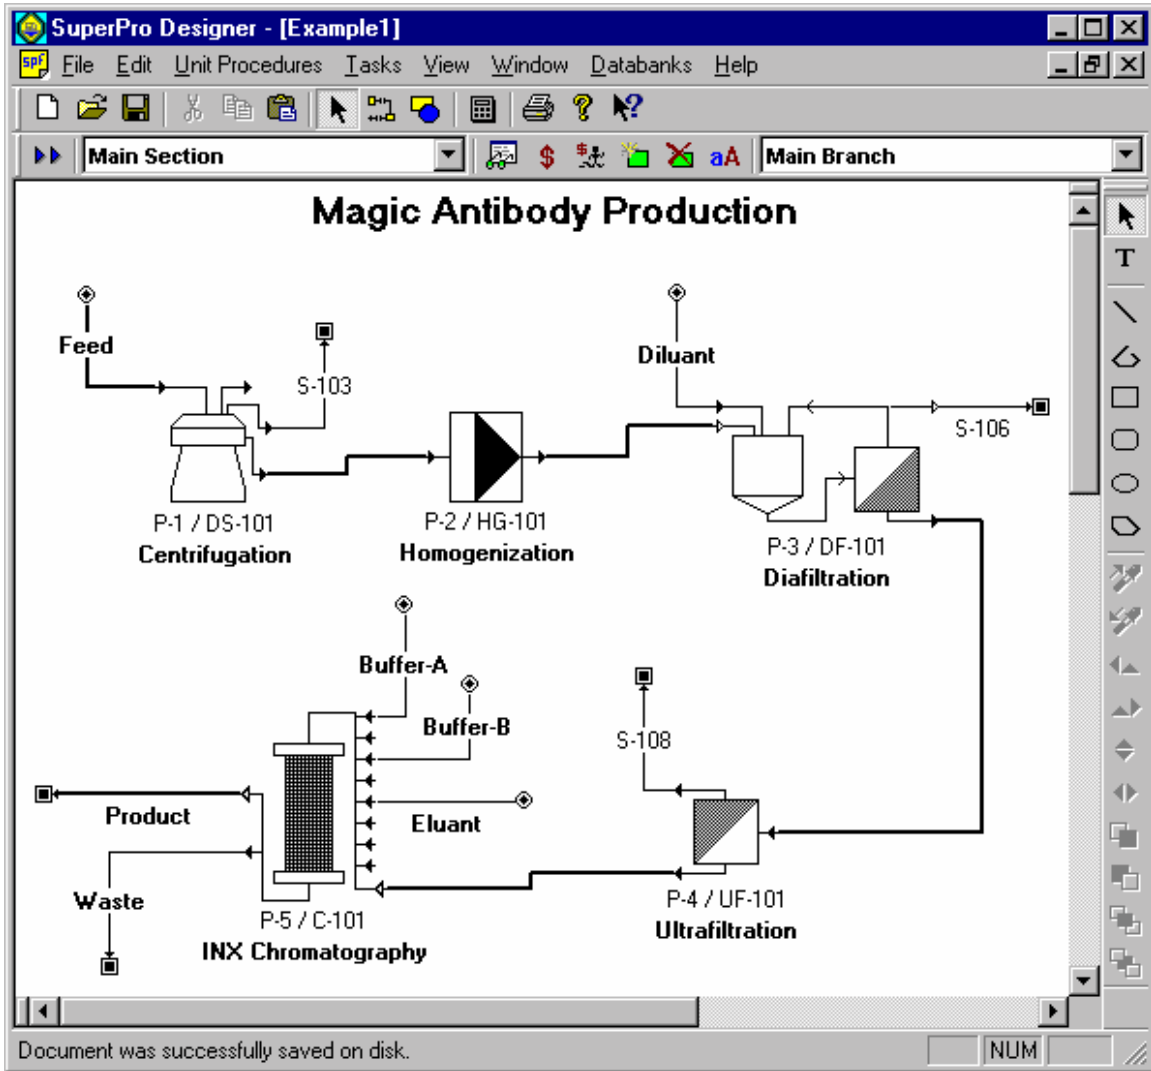 SuperPro Designer - [Example1]
spf File Edit Unit Procedures Tasks View Window Databanks Help
Main Section
$ $ aA Main Branch
Magic Antibody Production
T
Feed
Diluant
S-103
S-106
P-1 / DS-101
Centrifugation
P-2 / HG-101
Homogenization
P-3 / DF-101
Diafiltration
Buffer-A
Buffer-B
S-108
Product
Eluant
Waste
P-5 / C-101
INX Chromatography
P-4 / UF-101
Ultrafiltration
Document was successfully saved on disk.
NUM